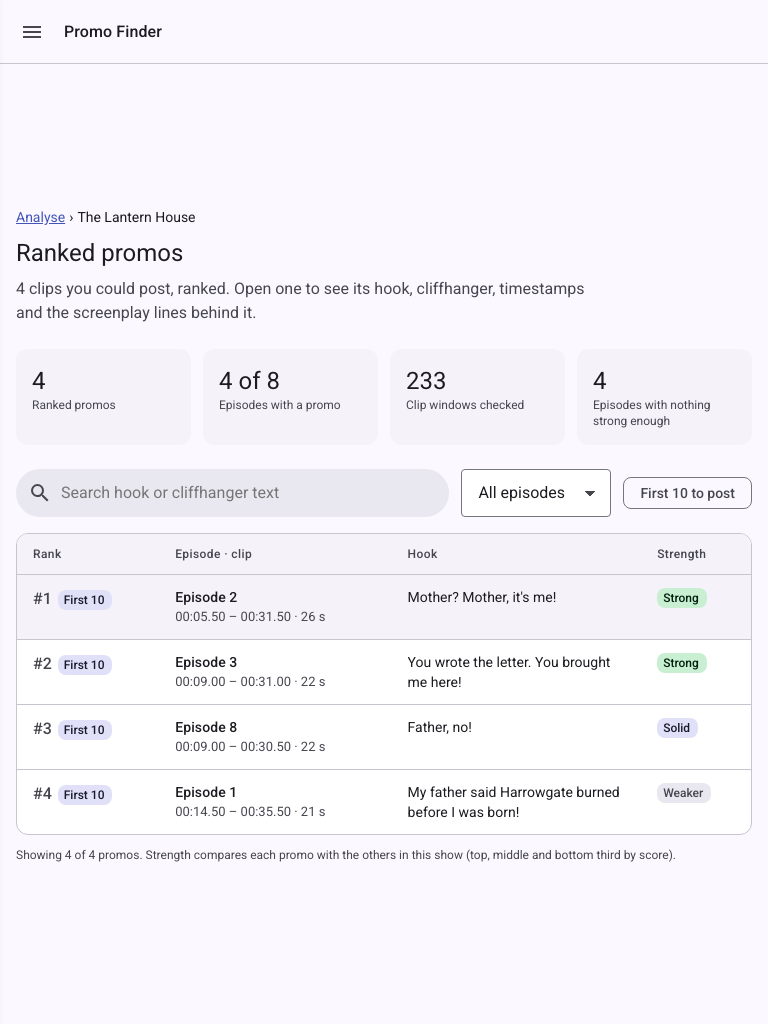 Promo Finder
Analyse › The Lantern House
Ranked promos
4 clips you could post, ranked. Open one to see its hook, cliffhanger, timestamps
and the screenplay lines behind it.
4
Ranked promos
4 of 8
Episodes with a promo
233
Clip windows checked
4
Episodes with nothing
strong enough
Search hook or cliffhanger text
All episodes
First 10 to post
Rank Episode · clip Hook Strength
#1 First 10 Episode 2 Mother? Mother, it's me! Strong
00:05.50 – 00:31.50 · 26 s
#2 First 10 Episode 3 You wrote the letter. You brought Strong
00:09.00 – 00:31.00 · 22 s me here!
#3 First 10 Episode 8 Father, no! Solid
00:09.00 – 00:30.50 · 22 s
#4 First 10 Episode 1 My father said Harrowgate burned Weaker
00:14.50 – 00:35.50 · 21 s before I was born!
Showing 4 of 4 promos. Strength compares each promo with the others in this show (top, middle and bottom third by score).